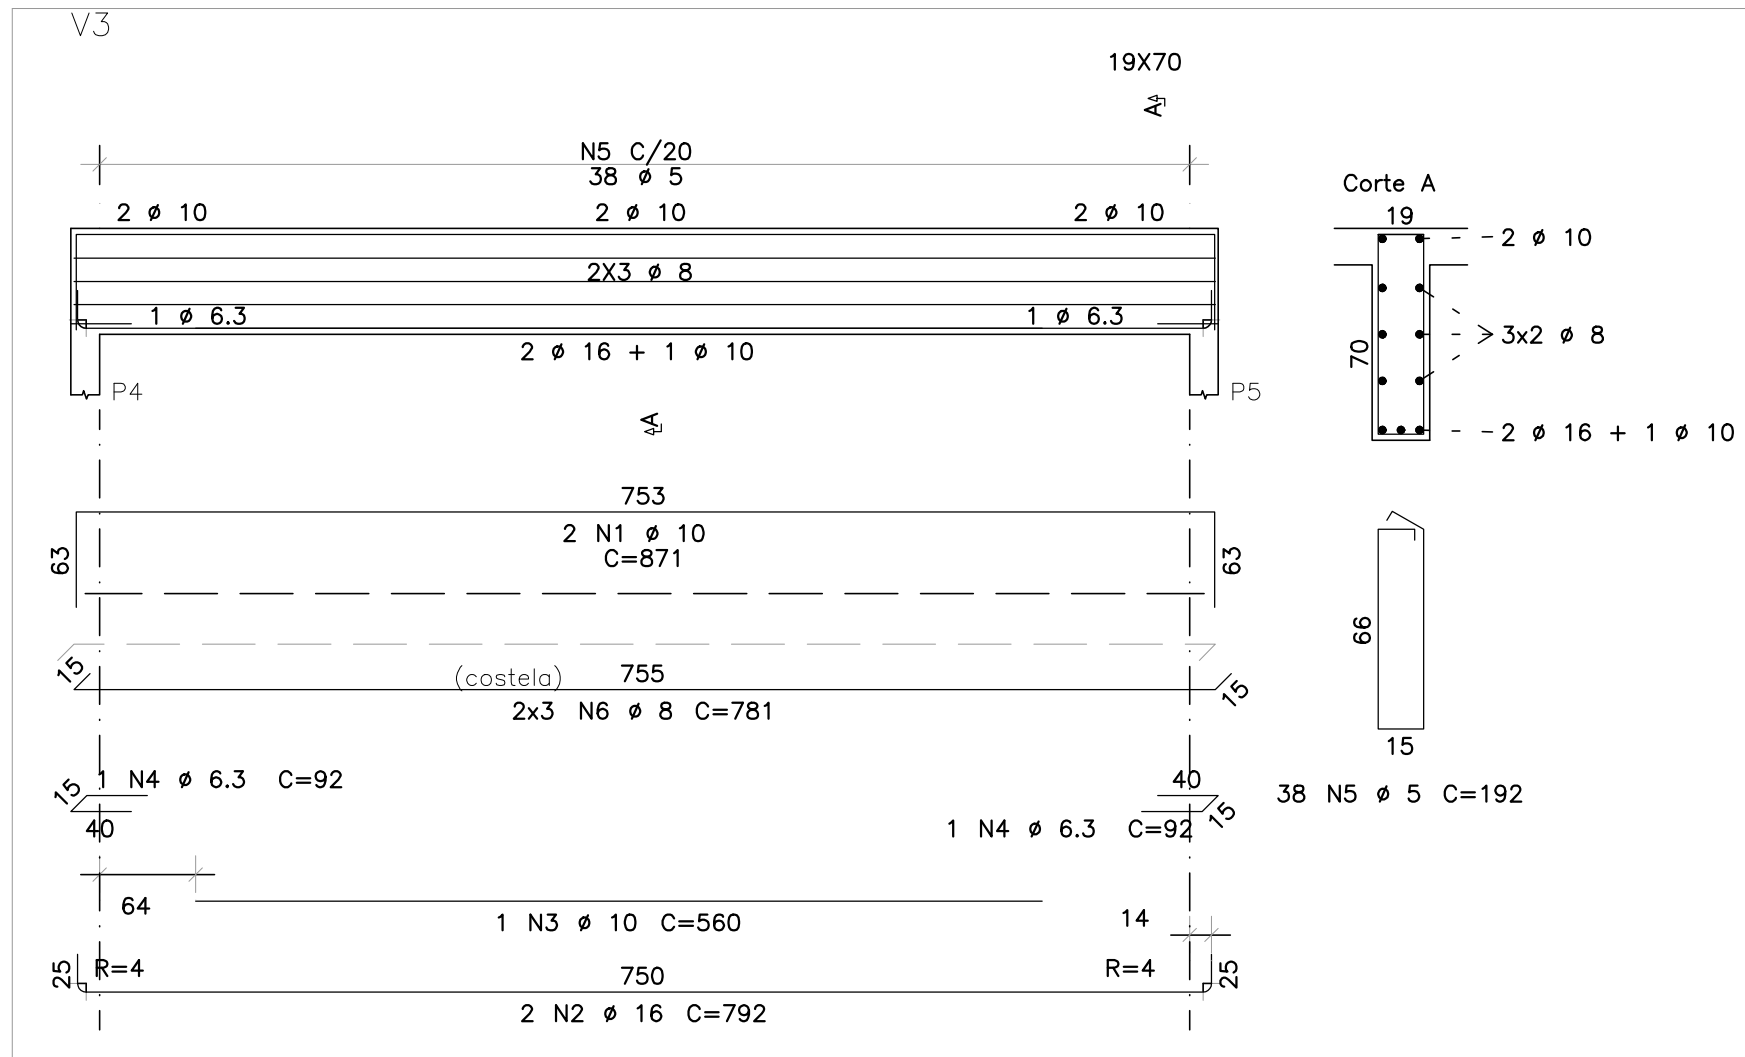 V3
19X70
A
N5 C/20
38 ø 5
2 ø 10 2 ø 10 2 ø 10
2X3 ø 8
1 ø 6.3 1 ø 6.3
2 ø 16 + 1 ø 10
P4 P5
A
Corte A
19
2 ø 10
70
3x2 ø 8
2 ø 16 + 1 ø 10
753
2 N1 ø 10
C=871
63 63
15 (costela) 755 15
2x3 N6 ø 8 C=781
66
15
38 N5 ø 5 C=192
1 N4 ø 6.3 C=92
15
40
40
15
1 N4 ø 6.3 C=92
64
1 N3 ø 10 C=560
14
25 R=4 750 R=4 25
2 N2 ø 16 C=792